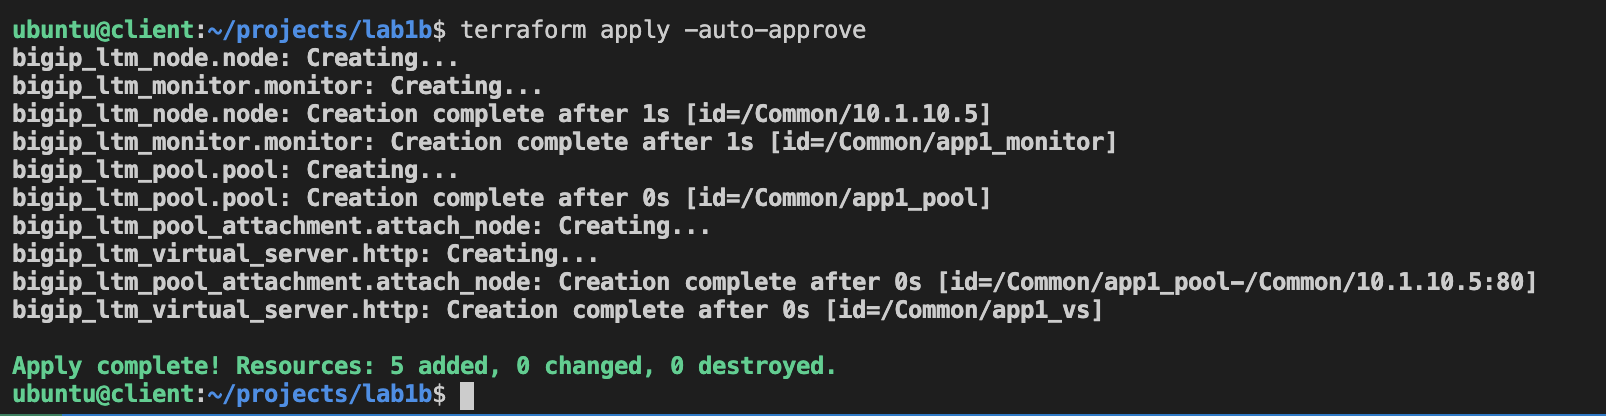 ubuntu@client:~/projects/lab1b$ terraform apply -auto-approve
bigip_ltm_node.node: Creating...
bigip_ltm_monitor.monitor: Creating...
bigip_ltm_node.node: Creation complete after 1s [id=/Common/10.1.10.5]
bigip_ltm_monitor.monitor: Creation complete after 1s [id=/Common/app1_monitor]
bigip_ltm_pool.pool: Creating...
bigip_ltm_pool.pool: Creation complete after 0s [id=/Common/app1_pool]
bigip_ltm_pool_attachment.attach_node: Creating...
bigip_ltm_virtual_server.http: Creating...
bigip_ltm_pool_attachment.attach_node: Creation complete after 0s [id=/Common/app1_pool-/Common/10.1.10.5:80]
bigip_ltm_virtual_server.http: Creation complete after 0s [id=/Common/app1_vs]
Apply complete! Resources: 5 added, 0 changed, 0 destroyed.
ubuntu@client:~/projects/lab1b$